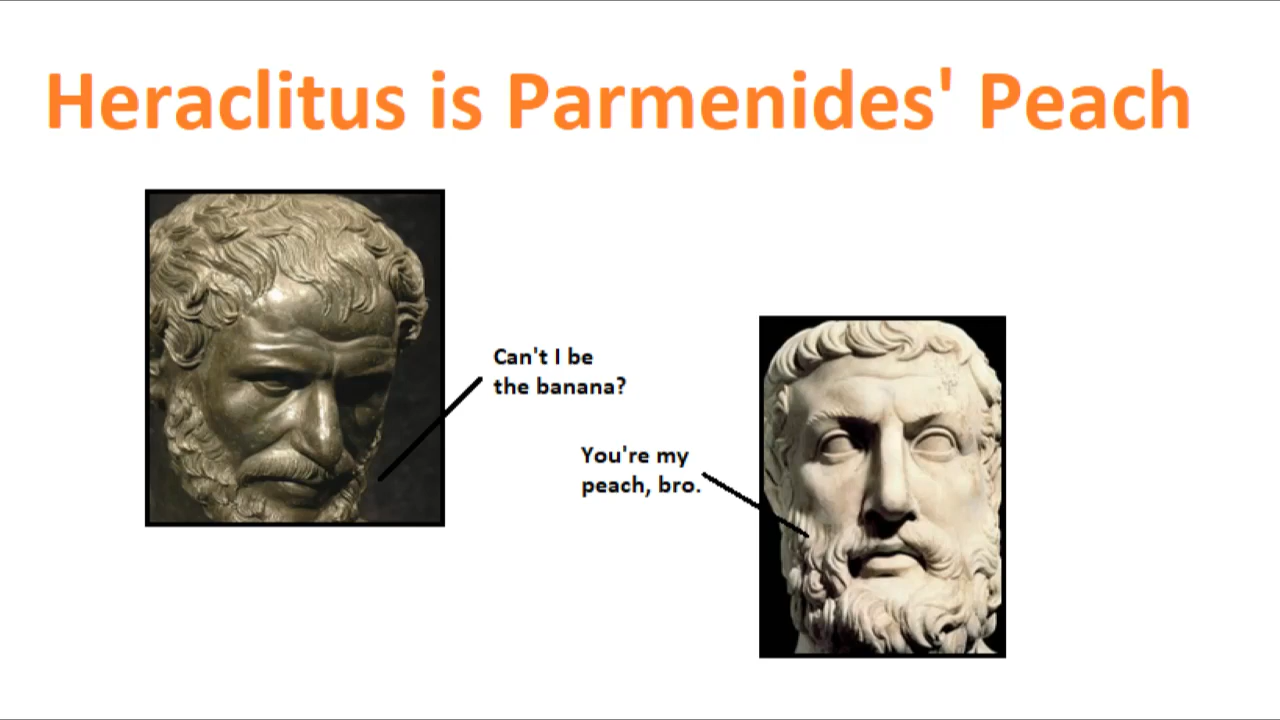 Heraclitus is Parmenides' Peach
Can't I be
the banana?
You're my
peach, bro.